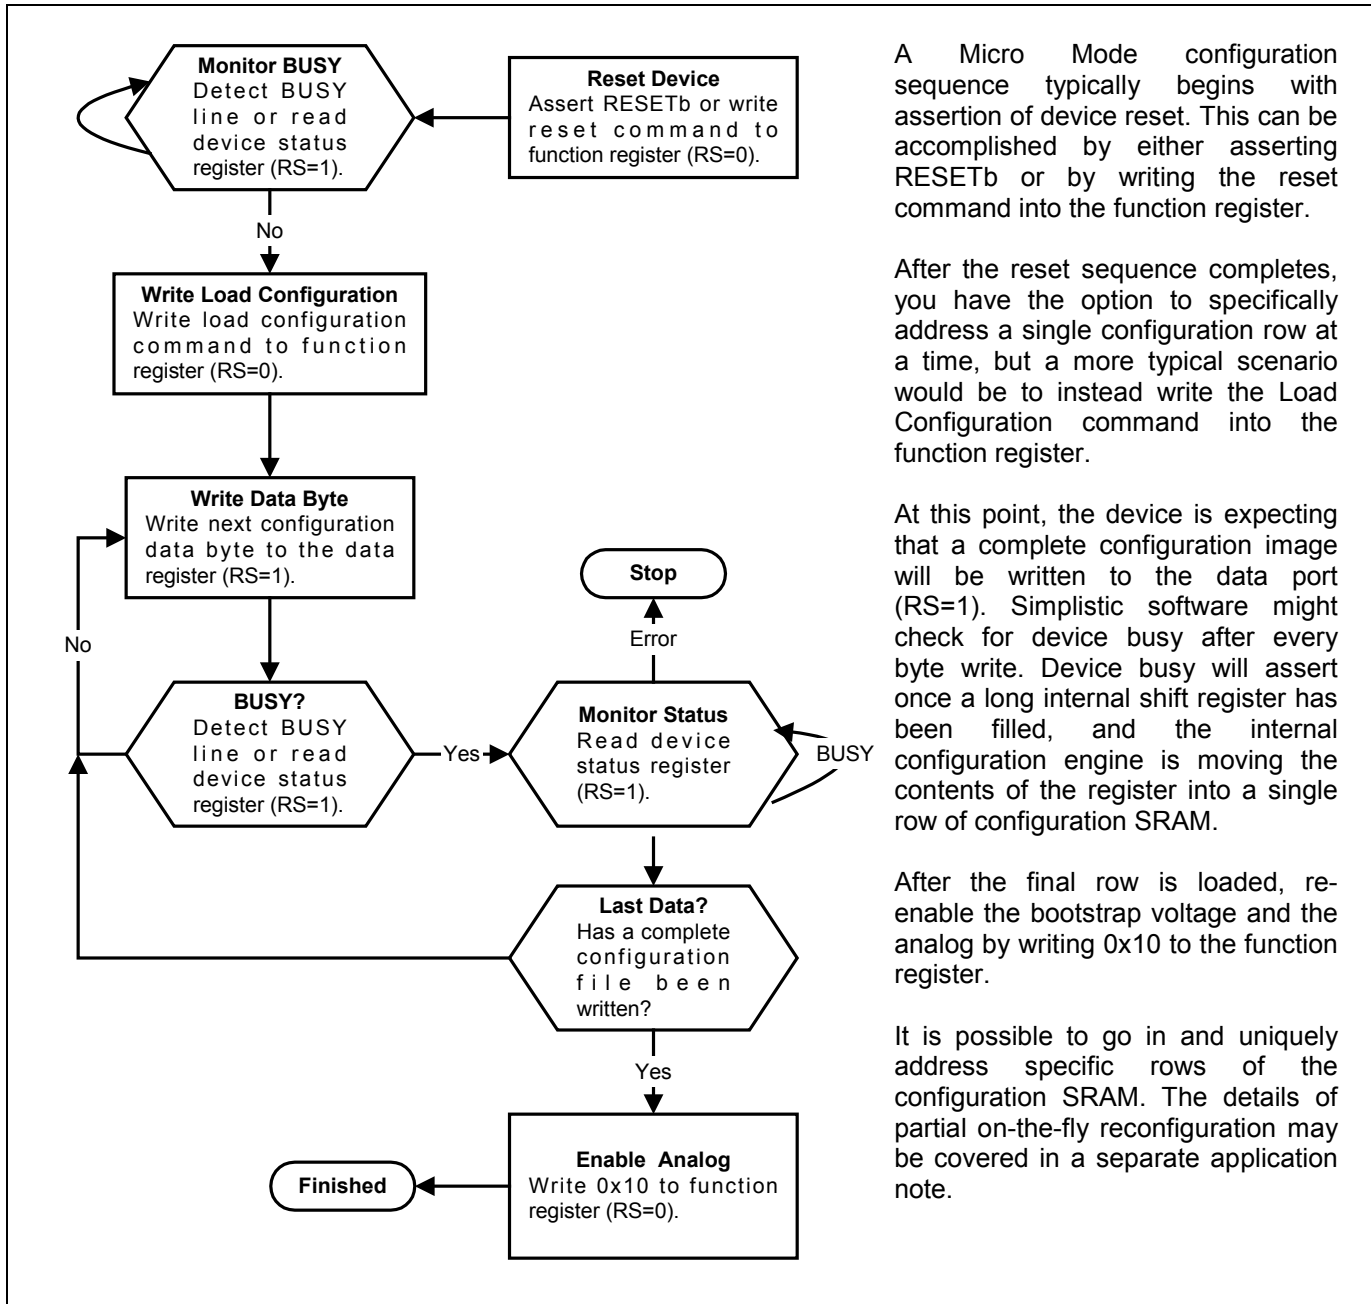 Monitor BUSY
Detect BUSY
line or read
device status
register (RS=1).
Reset Device
Assert RESETb or write
reset command to
function register (RS=0).
No
Write Load Configuration
Write load configuration
command to function
register (RS=0).
Write Data Byte
Write next configuration
data byte to the data
register (RS=1).
No
BUSY?
Detect BUSY
line or read
device status
register (RS=1).
Yes
Stop
Error
Monitor Status
Read device
status register
(RS=1).
BUSY
Last Data?
Has a complete
configuration
file been
written?
Yes
Enable Analog
Write 0x10 to function
register (RS=0).
Finished
A Micro Mode configuration
sequence typically begins with
assertion of device reset. This can be
accomplished by either asserting
RESETb or by writing the reset
command into the function register.
After the reset sequence completes,
you have the option to specifically
address a single configuration row at
a time, but a more typical scenario
would be to instead write the Load
Configuration command into the
function register.
At this point, the device is expecting
that a complete configuration image
will be written to the data port
(RS=1). Simplistic software might
check for device busy after every
byte write. Device busy will assert
once a long internal shift register has
been filled, and the internal
configuration engine is moving the
contents of the register into a single
row of configuration SRAM.
After the final row is loaded, re-
enable the bootstrap voltage and the
analog by writing 0x10 to the function
register.
It is possible to go in and uniquely
address specific rows of the
configuration SRAM. The details of
partial on-the-fly reconfiguration may
be covered in a separate application
note.